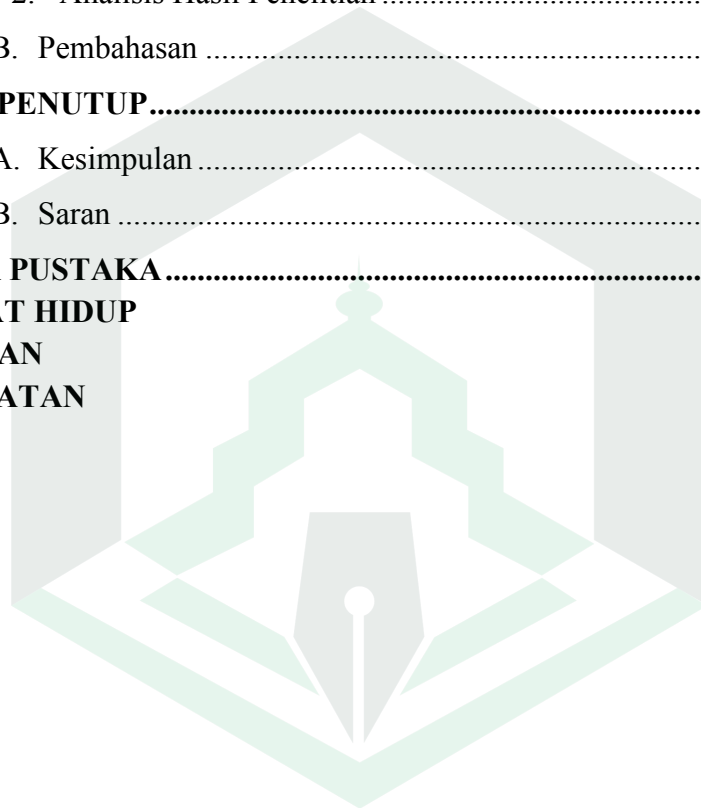 2. Analisis Hasil Penelitian ........................................
B. Pembahasan ................................................................
PENUTUP.......................................................................
A. Kesimpulan .................................................................
B. Saran ...........................................................................
PUSTAKA.....................................................................
AT HIDUP
AN
ATAN